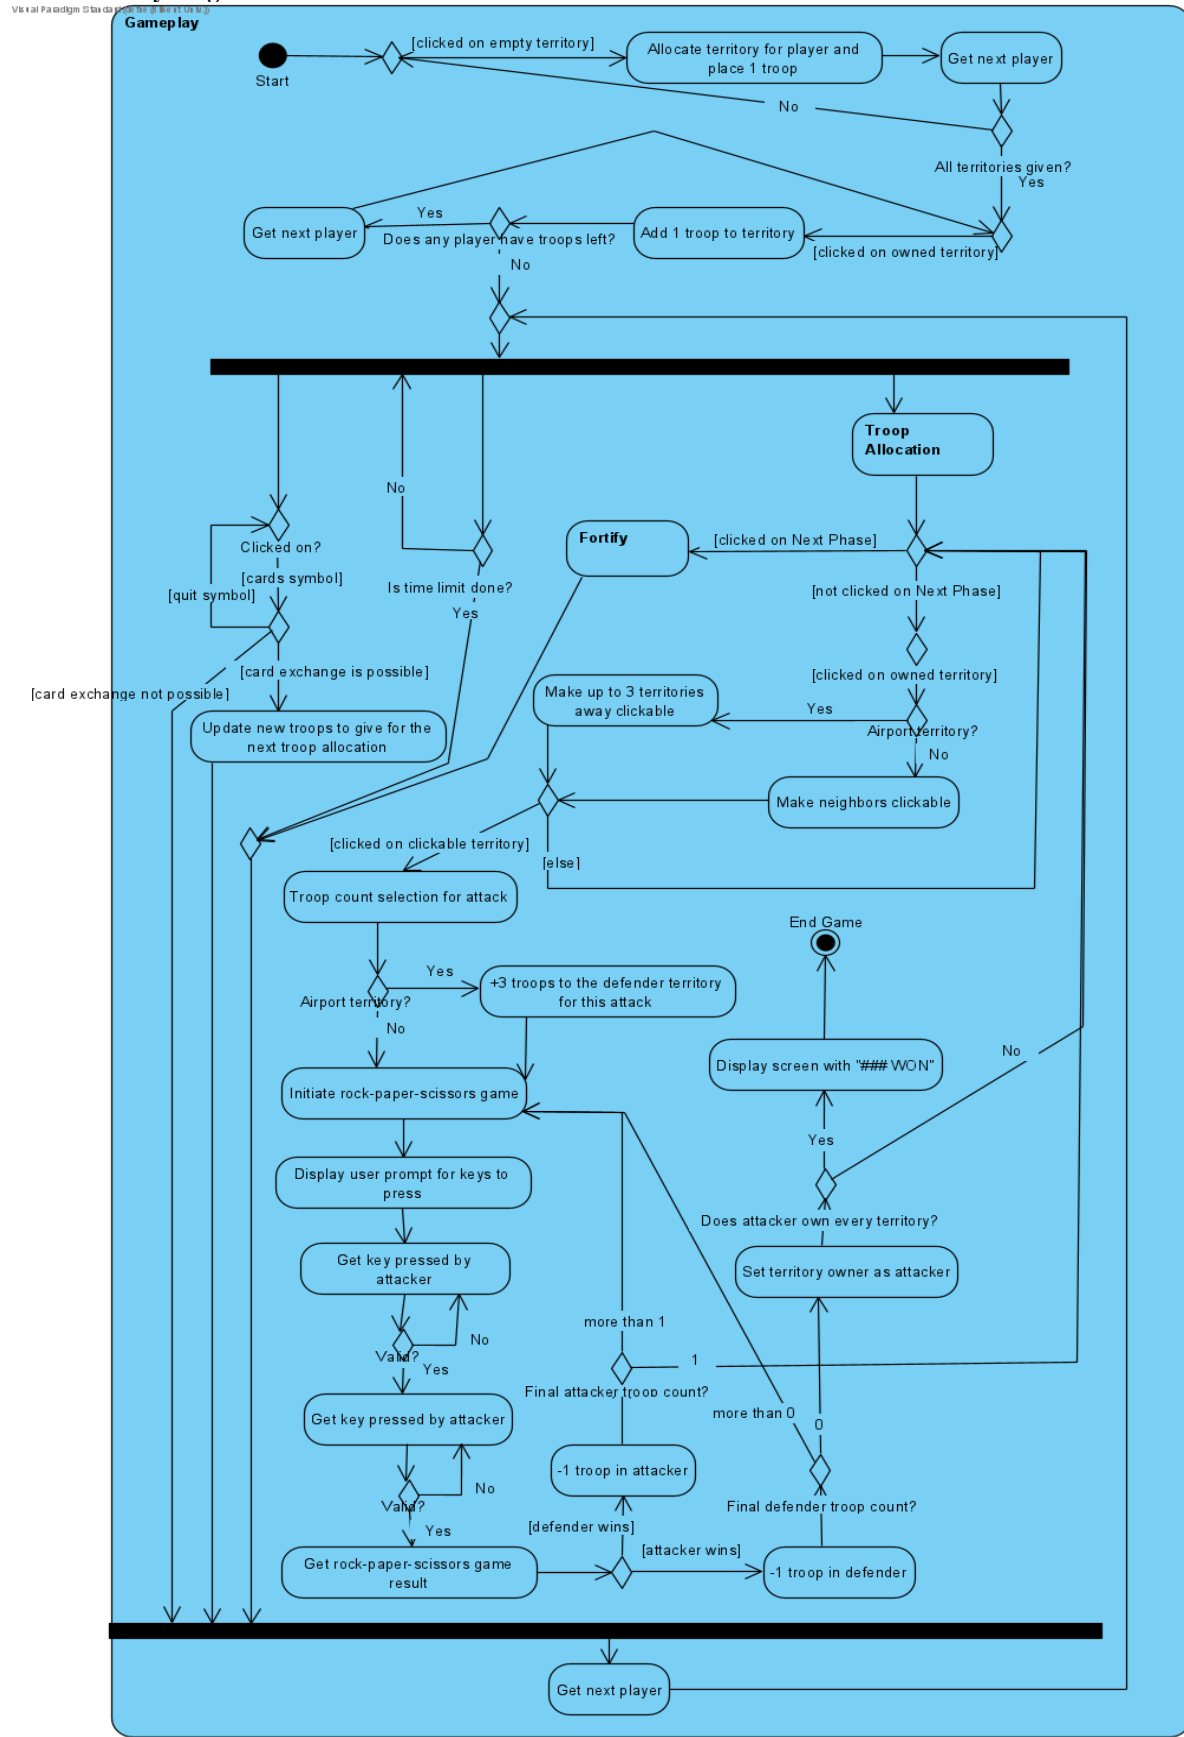 Gameplay
Start
[clicked on empty territory]
Allocate territory for player and
place 1 troop
Get next player
No
All territories given?
Yes
Get next player
Yes
Does any player have troops left?
Add 1 troop to territory
[clicked on owned territory]
No
Troop
Allocation
No
Clicked on?
[cards symbol]
[quit symbol]
Is time limit done?
Yes
Fortify
[clicked on Next Phase]
[not clicked on Next Phase]
[card exchange is possible]
[card exchange not possible]
[clicked on owned territory]
Update new troops to give for the
next troop allocation
Make up to 3 territories
away clickable
Yes
Airport territory?
No
Make neighbors clickable
[clicked on clickable territory]
[else]
Troop count selection for attack
End Game
Yes
Airport territory?
+3 troops to the defender territory
for this attack
No
Initiate rock-paper-scissors game
Display screen with "### WON"
No
Yes
Display user prompt for keys to
press
Does attacker own every territory?
Get key pressed by
attacker
Set territory owner as attacker
more than 1
No
Valid?
Yes
1
Final attacker troop count?
Get key pressed by attacker
more than 0
0
-1 troop in attacker
No
Valid?
Final defender troop count?
Yes
[defender wins]
[attacker wins]
Get rock-paper-scissors game
result
-1 troop in defender
Get next player